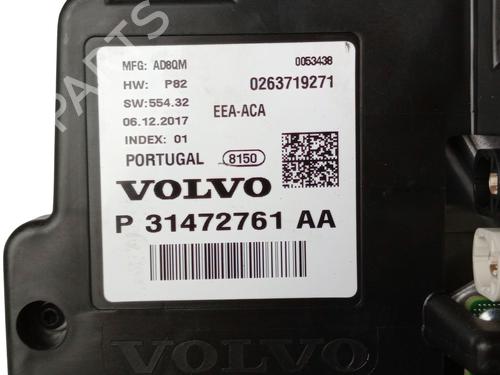 MFG: AD8QM 0053438
HW: P82 0263719271
SW:554.32 EEA-ACA
06.12.2017
INDEX: 01
PORTUGAL 8150
VOLVO
P 31472761 AA
VOLVO
PARTS